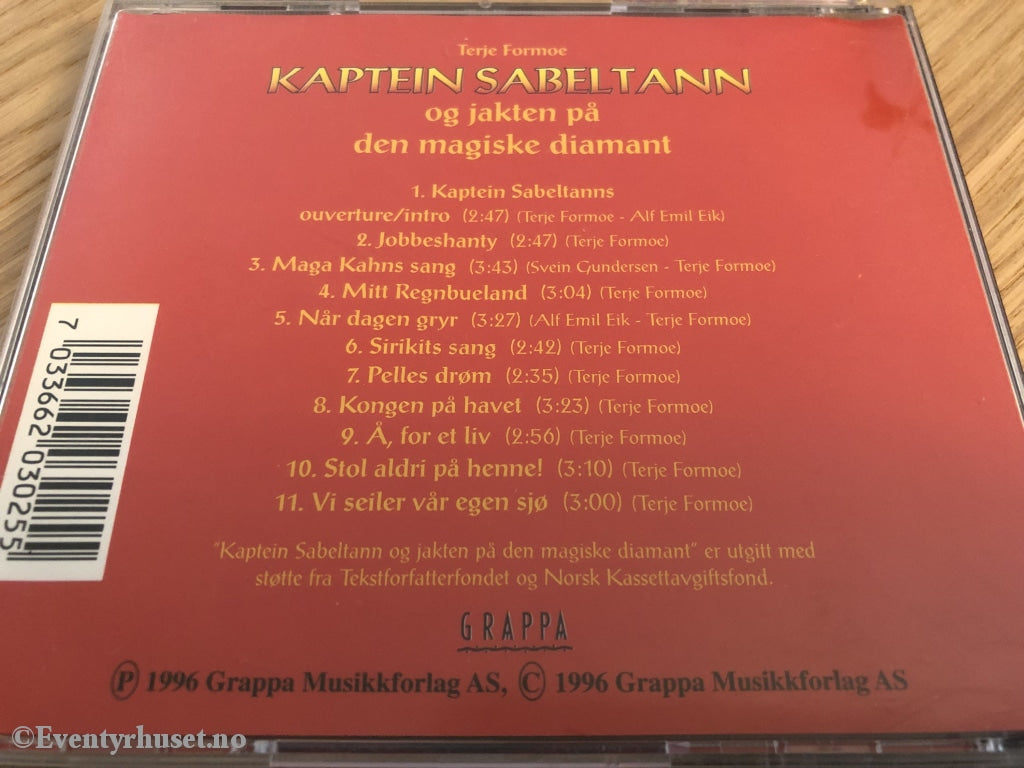 Terje Formoe
KAPTEIN SABELTANN
og jakten på
den magiske diamant
1. Kaptein Sabeltanns
ouverture/intro (2:47) (Terje Formoe - Alf Emil Eik)
2. Jobbeshanty (2:47) (Terje Formoe)
3. Maga Kahns sang (3:43) (Svein Gundersen - Terje Formoe)
4. Mitt Regnbueland (3:04) (Terje Formoe)
5. Når dagen gryr (3:27) (Alf Emil Eik - Terje Formoe)
6. Sirikits sang (2:42) (Terje Formoe)
7. Pelles drøm (2:35) (Terje Formoe)
8. Kongen på havet (3:23) (Terje Formoe)
9. Å, for et liv (2:56) (Terje Formoe)
10. Stol aldri på henne! (3:10) (Terje Formoe)
11. Vi seiler vår egen sjø (3:00) (Terje Formoe)
"Kaptein Sabeltann og jakten på den magiske diamant" er utgitt med
støtte fra Tekstforfatterfondet og Norsk Kassettavgiftsfond.
GRAPPA
Ⓟ 1996 Grappa Musikkforlag AS, © 1996 Grappa Musikkforlag AS
7 033662 030255
©Eventyrhuset.no